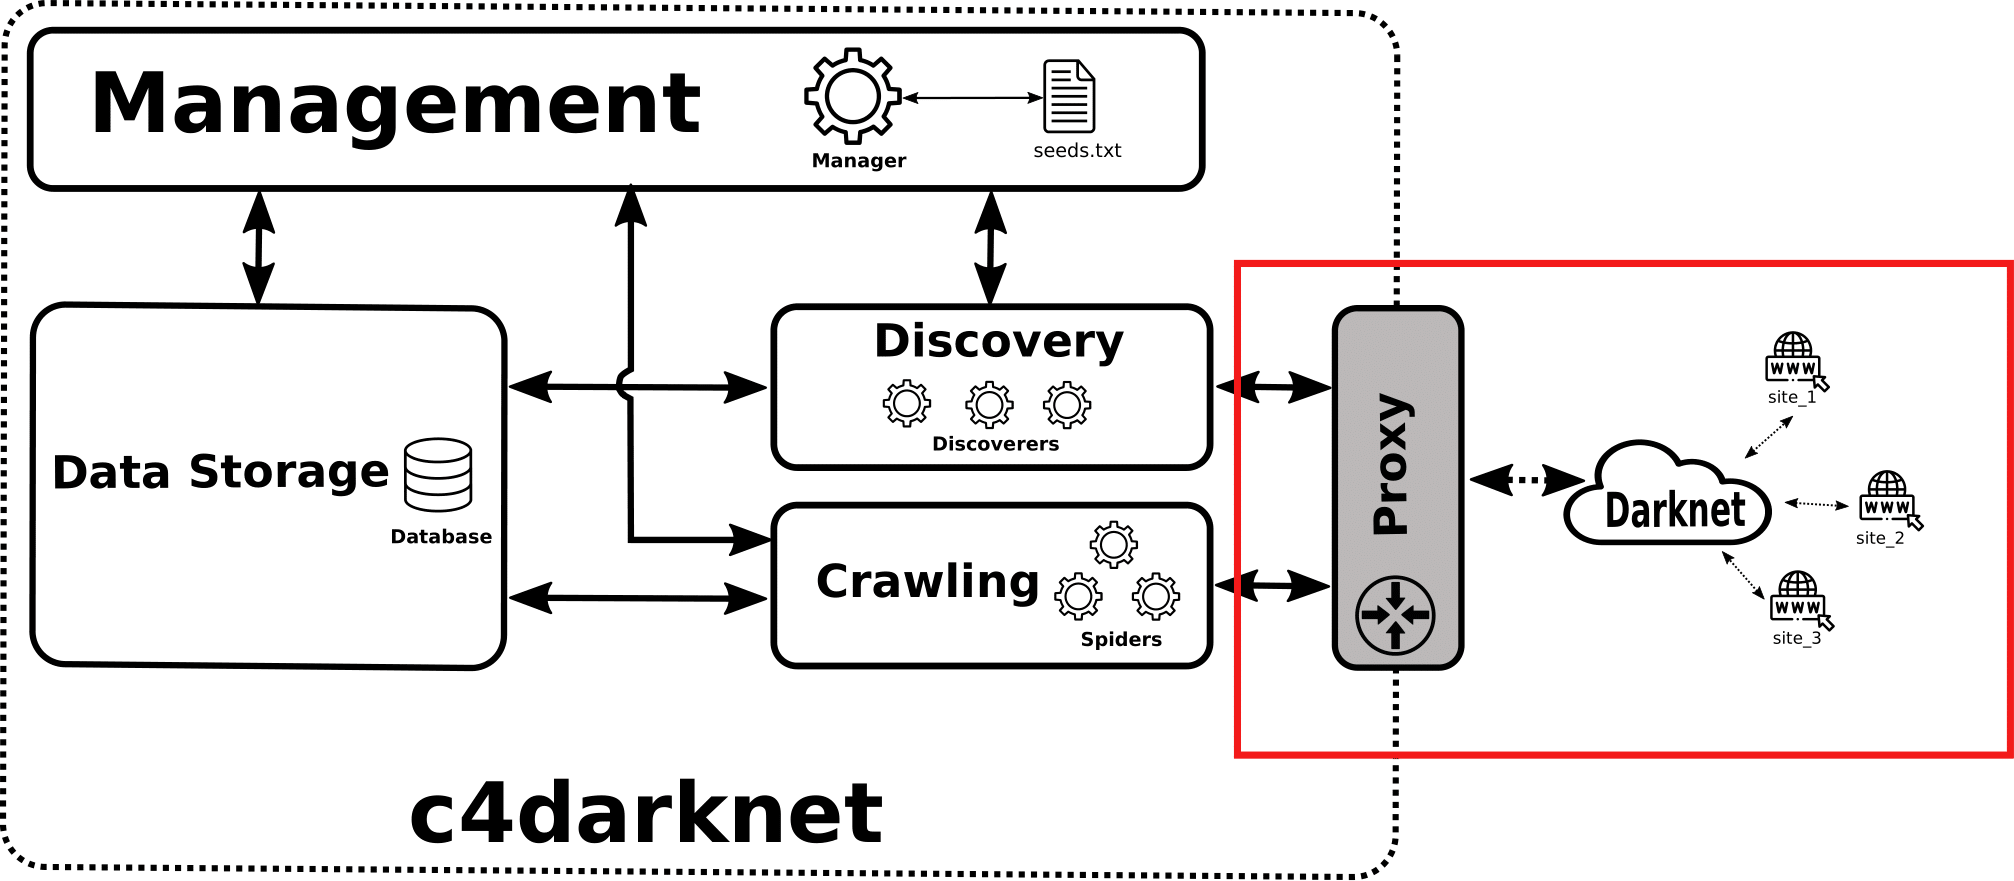 Management
Manager
seeds.txt
Data Storage
Database
Discovery
Discoverers
Crawling
Spiders
Proxy
Darknet
WWW
site_1
WWW
site_2
WWW
site_3
c4darknet